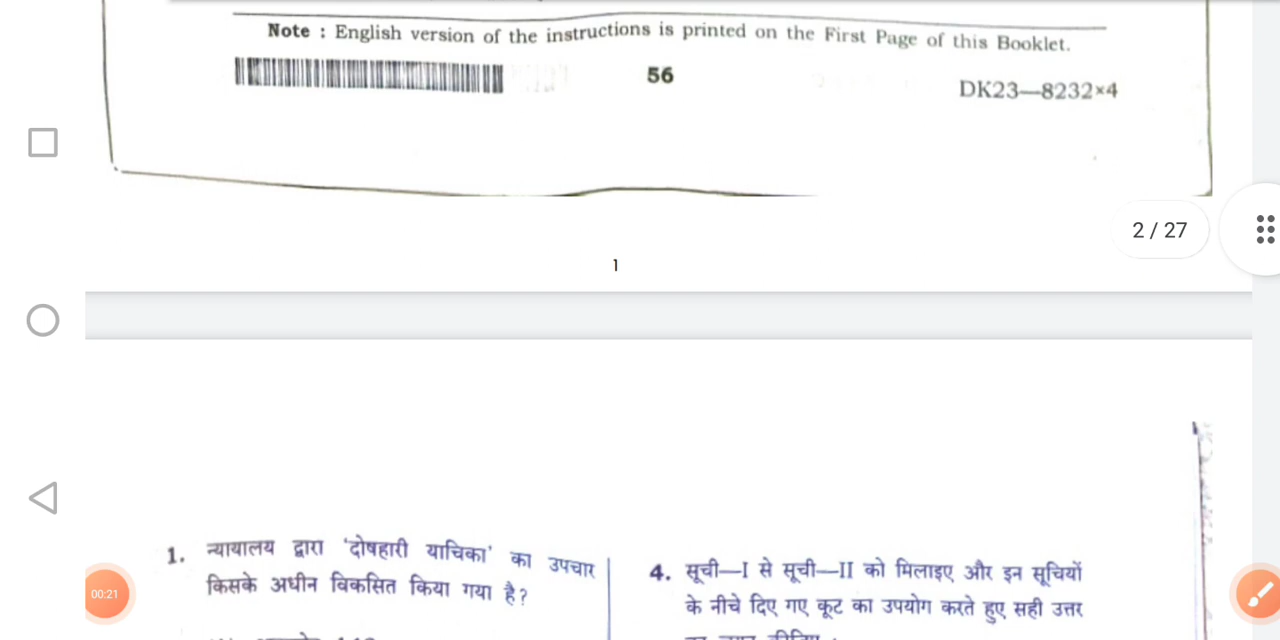 Note : English version of the instructions is printed on the First Page of this Booklet.
56
DK23—8232×4
2 / 27
1
1. न्यायालय द्वारा 'दोषहारी याचिका' का उपचार
किसके अधीन विकसित किया गया है?
4. सूची—I से सूची—II को मिलाइए और इन सूचियों
के नीचे दिए गए कूट का उपयोग करते हुए सही उत्तर
00:21